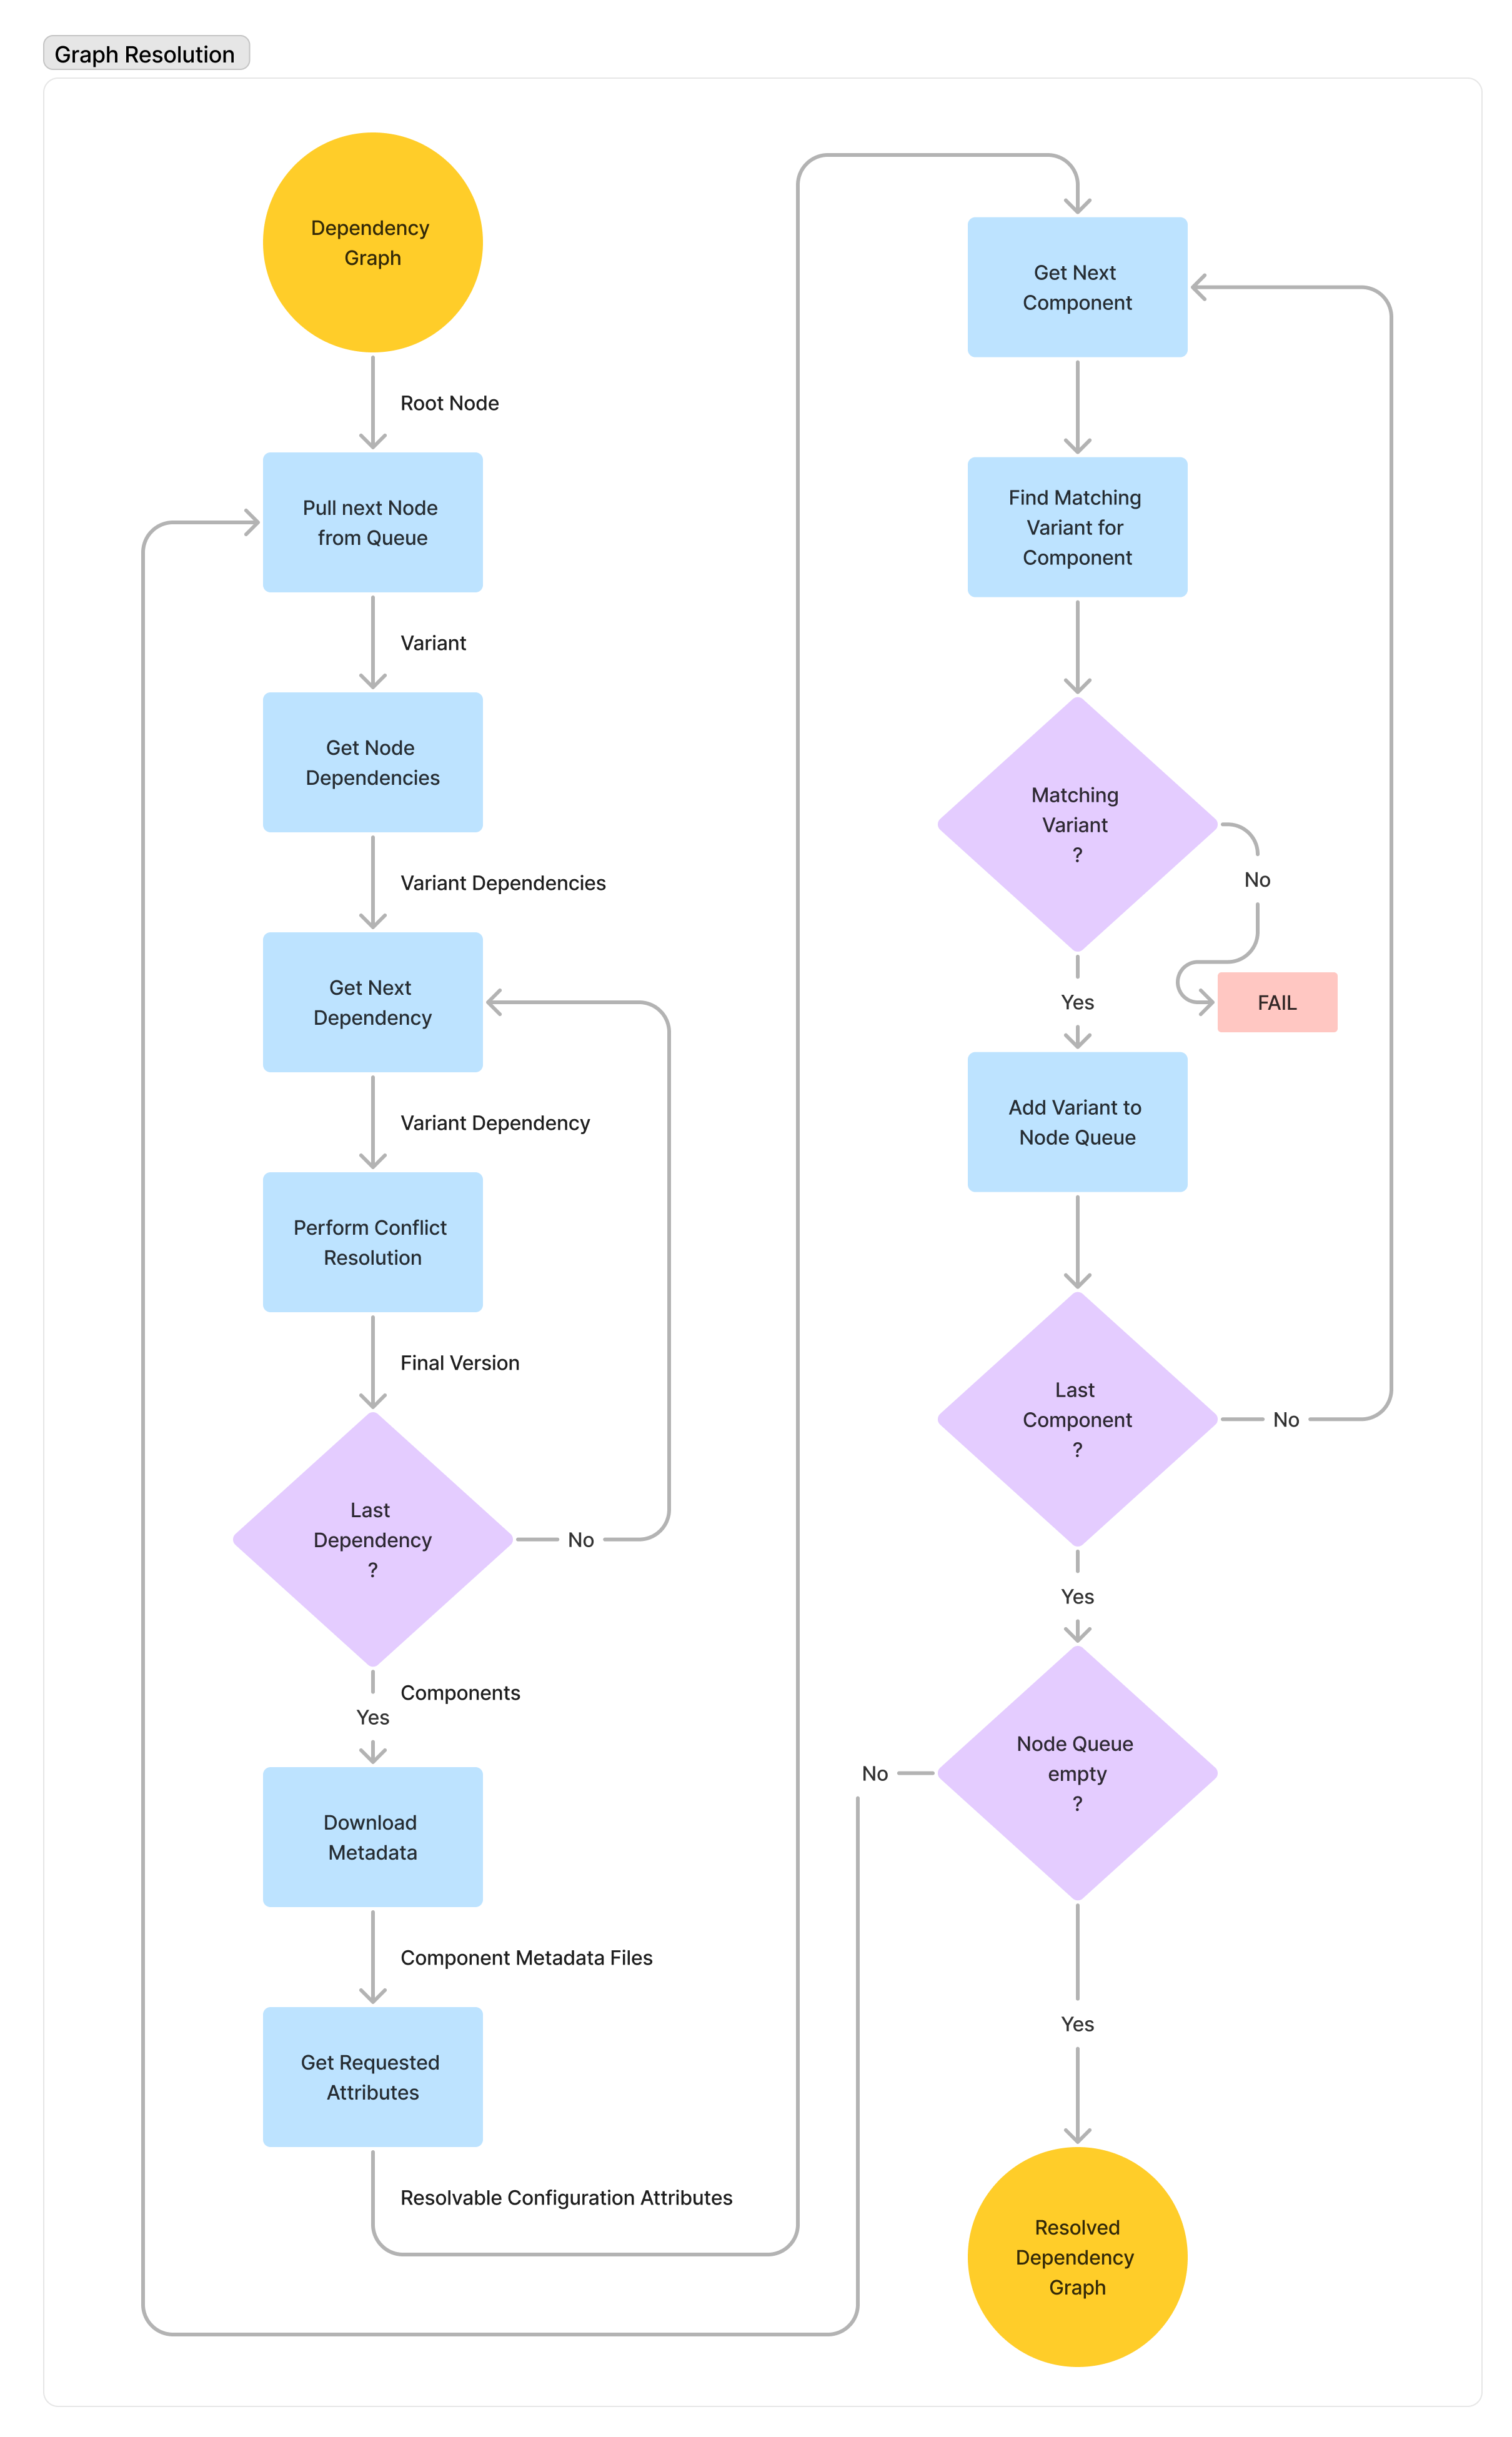 Graph Resolution
Dependency
Graph
Root Node
Pull next Node
from Queue
Variant
Get Node
Dependencies
Variant Dependencies
Get Next
Dependency
Variant Dependency
Perform Conflict
Resolution
Final Version
Last
Dependency
?
No
Components
Yes
Download
Metadata
Component Metadata Files
Get Requested
Attributes
Resolvable Configuration Attributes
Get Next
Component
Find Matching
Variant for
Component
Matching
Variant
?
No
FAIL
Yes
Add Variant to
Node Queue
Last
Component
?
No
Yes
Node Queue
empty
?
No
Yes
Resolved
Dependency
Graph